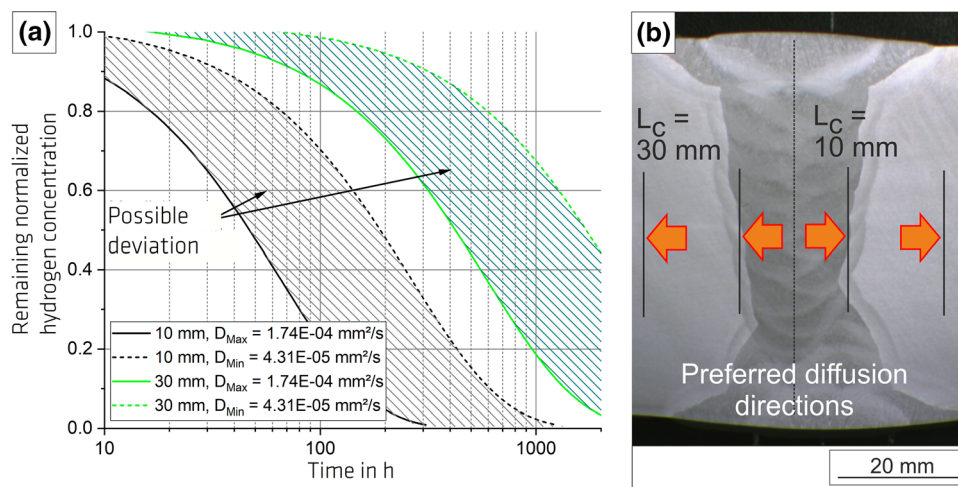 (a)
1.0
0.8
0.6
0.4
0.2
0.0
Remaining normalized
hydrogen concentration
Possible
deviation
10 mm, D_Max = 1.74E-04 mm²/s
10 mm, D_Min = 4.31E-05 mm²/s
30 mm, D_Max = 1.74E-04 mm²/s
30 mm, D_Min = 4.31E-05 mm²/s
10
100
1000
Time in h
(b)
L_C =
30 mm
L_C =
10 mm
Preferred diffusion
directions
20 mm